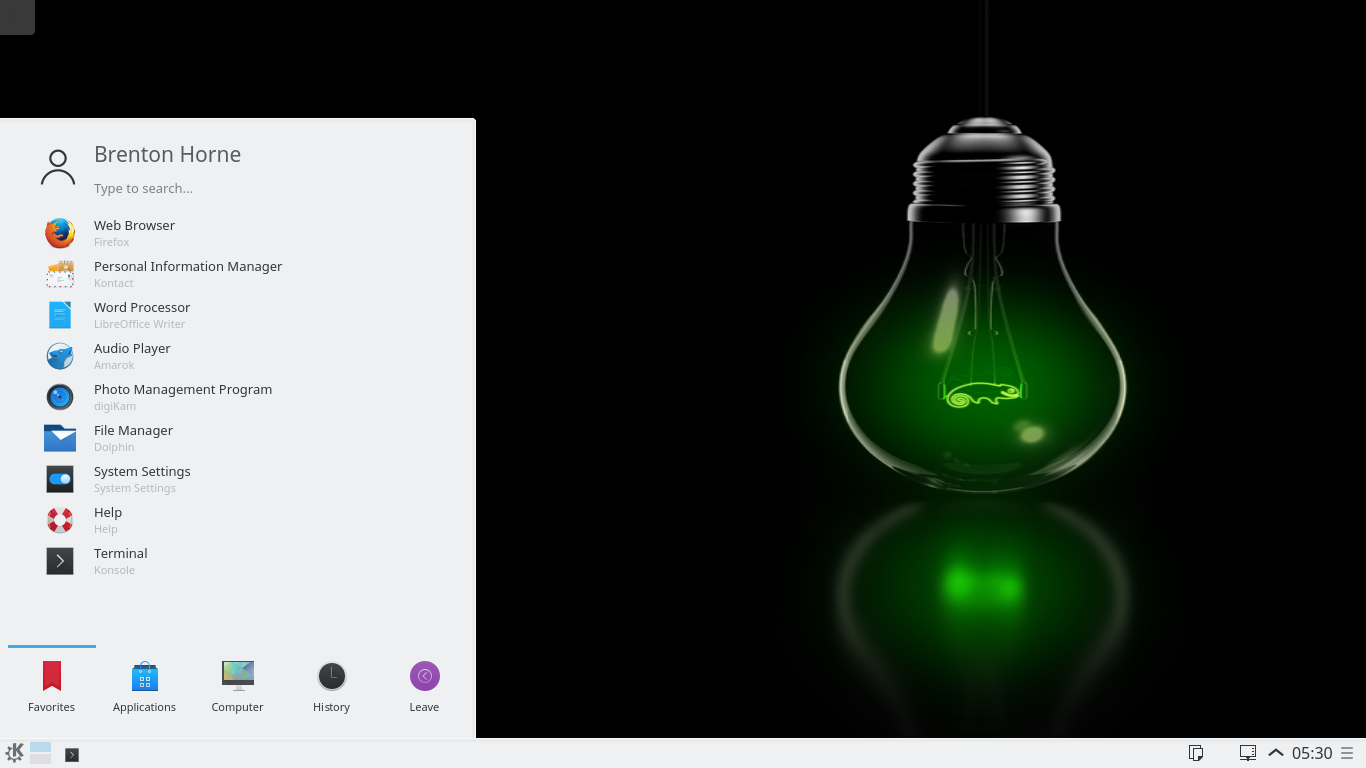 Brenton Horne
Type to search...
Web Browser
Firefox
Personal Information Manager
Kontact
Word Processor
LibreOffice Writer
Audio Player
Amarok
Photo Management Program
digiKam
File Manager
Dolphin
System Settings
System Settings
Help
Help
Terminal
Konsole
Favorites Applications Computer History Leave
05:30